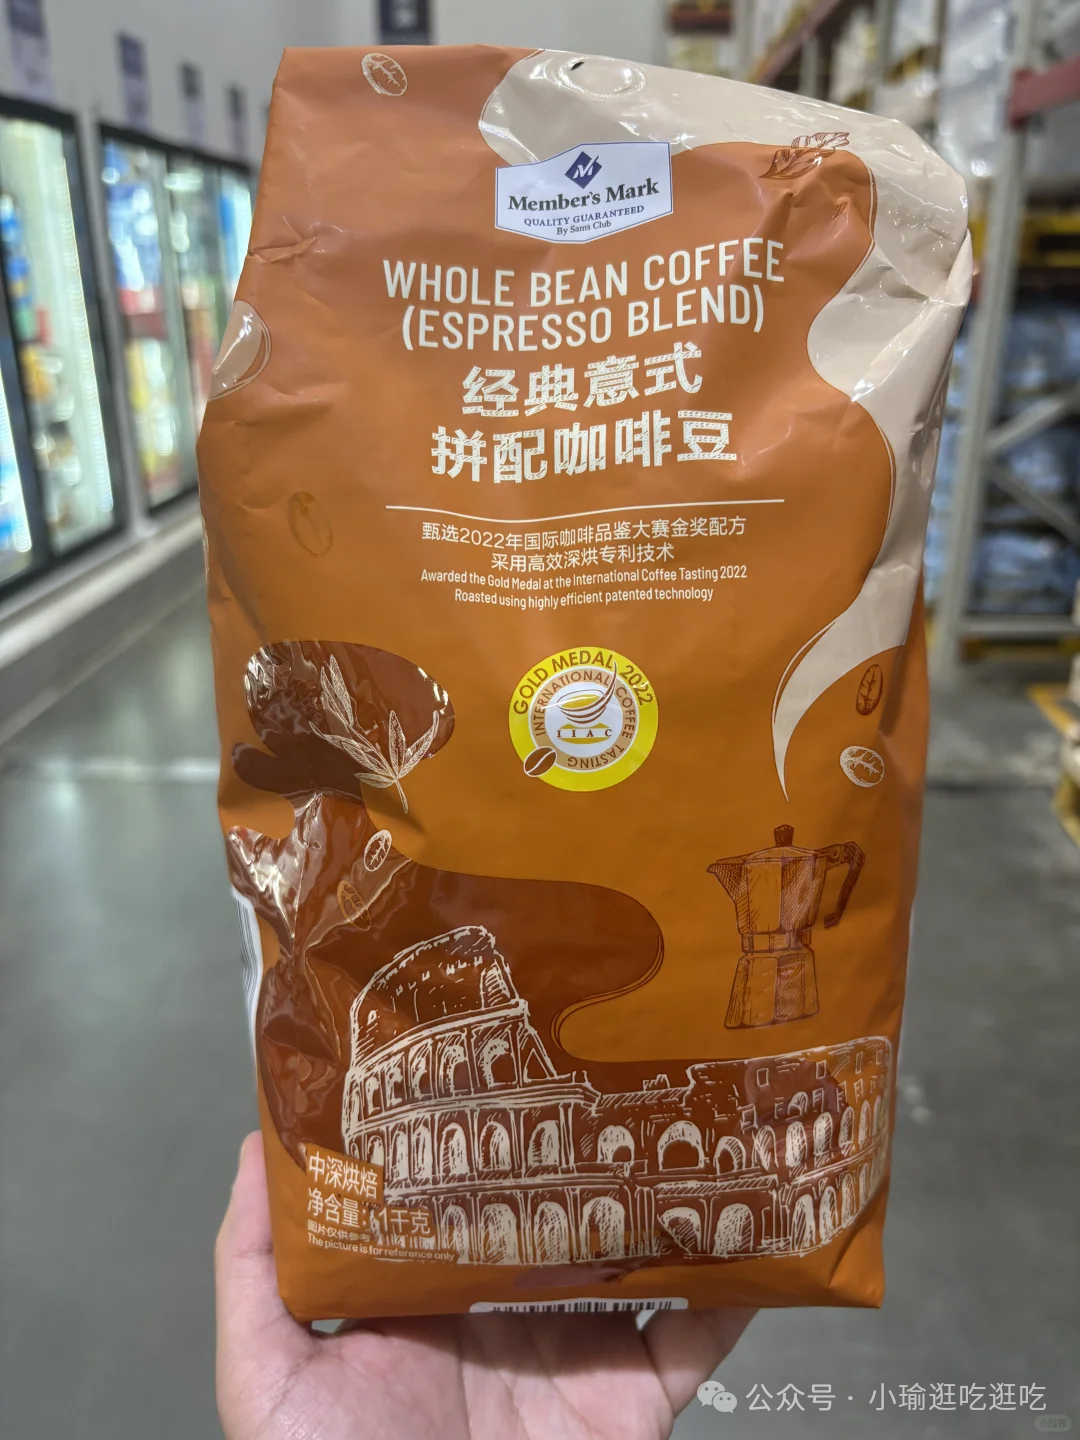 Member's Mark
QUALITY GUARANTEED
By Sams Club
WHOLE BEAN COFFEE
(ESPRESSO BLEND)
经典意式
拼配咖啡豆
甄选2022年国际咖啡品鉴大赛金奖配方
采用高效深烘专利技术
Awarded the Gold Medal at the International Coffee Tasting 2022
Roasted using highly efficient patented technology
GOLD MEDAL 2022
INTERNATIONAL COFFEE TASTING
IIAC
中深烘焙
净含量：1千克
图片仅供参考
The picture is for reference only
公众号 · 小瑜逛吃逛吃
小红书